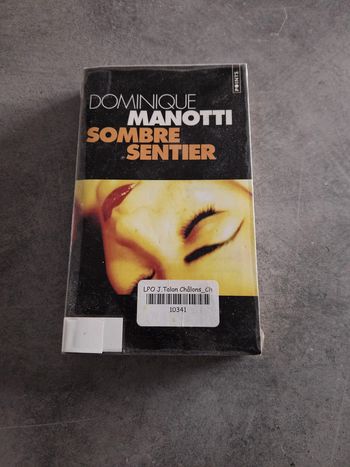 POINTS
DOMINIQUE
MANOTTI
SOMBRE
SENTIER
LPO J.Talon Châlons_Ch
10341